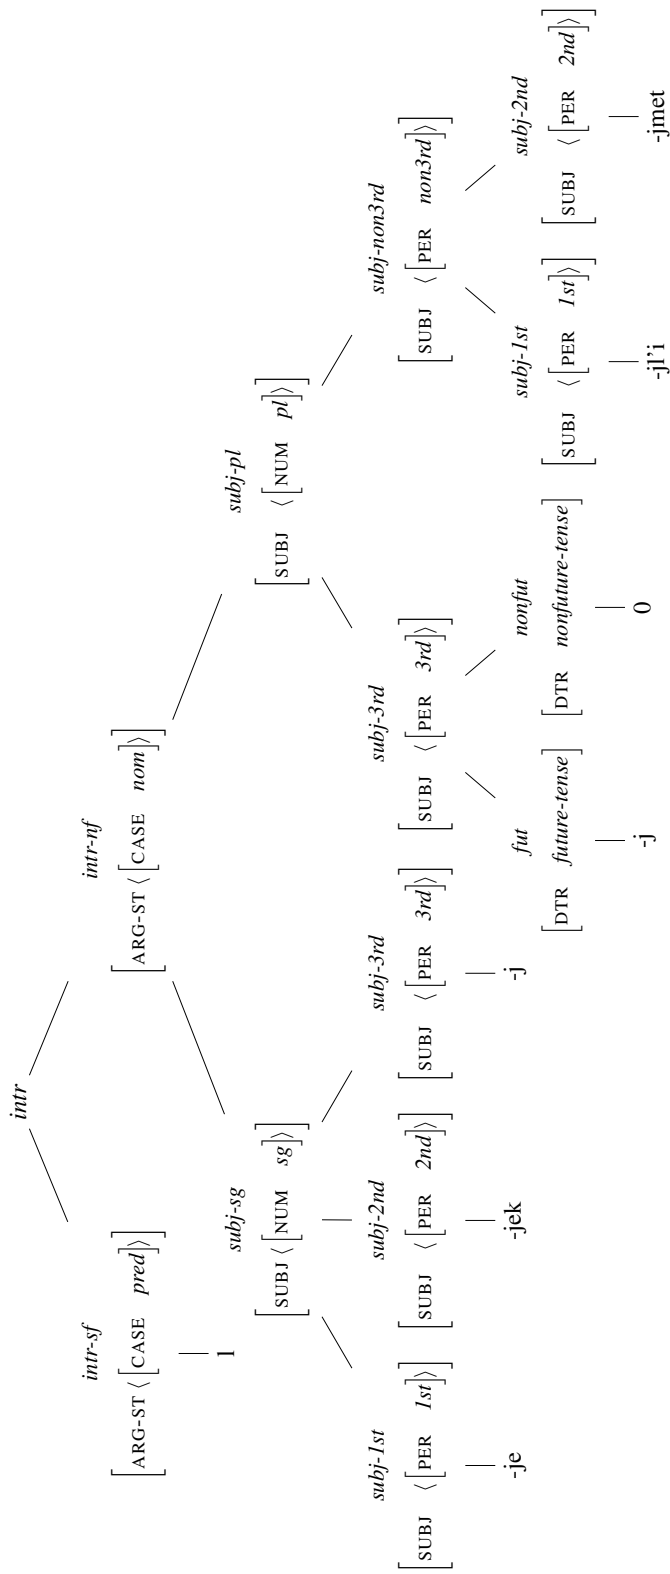 intr
intr-sf intr-nf
[ARG-ST ⟨[CASE pred]⟩] [ARG-ST ⟨[CASE nom]⟩]
l
subj-sg subj-pl
[SUBJ ⟨[NUM sg]⟩] [SUBJ ⟨[NUM pl]⟩]
subj-1st subj-2nd subj-3rd subj-3rd subj-non3rd
[SUBJ ⟨[PER 1st]⟩] [SUBJ ⟨[PER 2nd]⟩] [SUBJ ⟨[PER 3rd]⟩] [SUBJ ⟨[PER 3rd]⟩] [SUBJ ⟨[PER non3rd]⟩]
-je -jek -j
fut nonfut subj-1st subj-2nd
[DTR future-tense] [DTR nonfuture-tense] [SUBJ ⟨[PER 1st]⟩] [SUBJ ⟨[PER 2nd]⟩]
-j 0 -jl'i -jmet